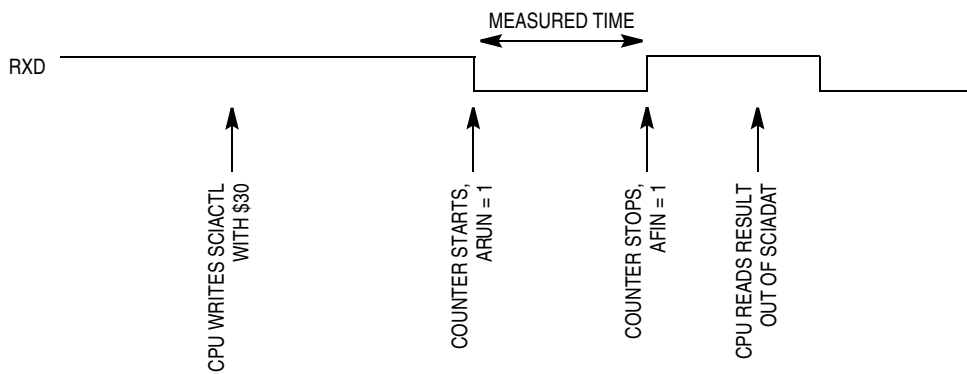 MEASURED TIME
RXD
CPU WRITES SCIACTL
WITH $30
COUNTER STARTS,
ARUN = 1
COUNTER STOPS,
AFIN = 1
CPU READS RESULT
OUT OF SCIADAT